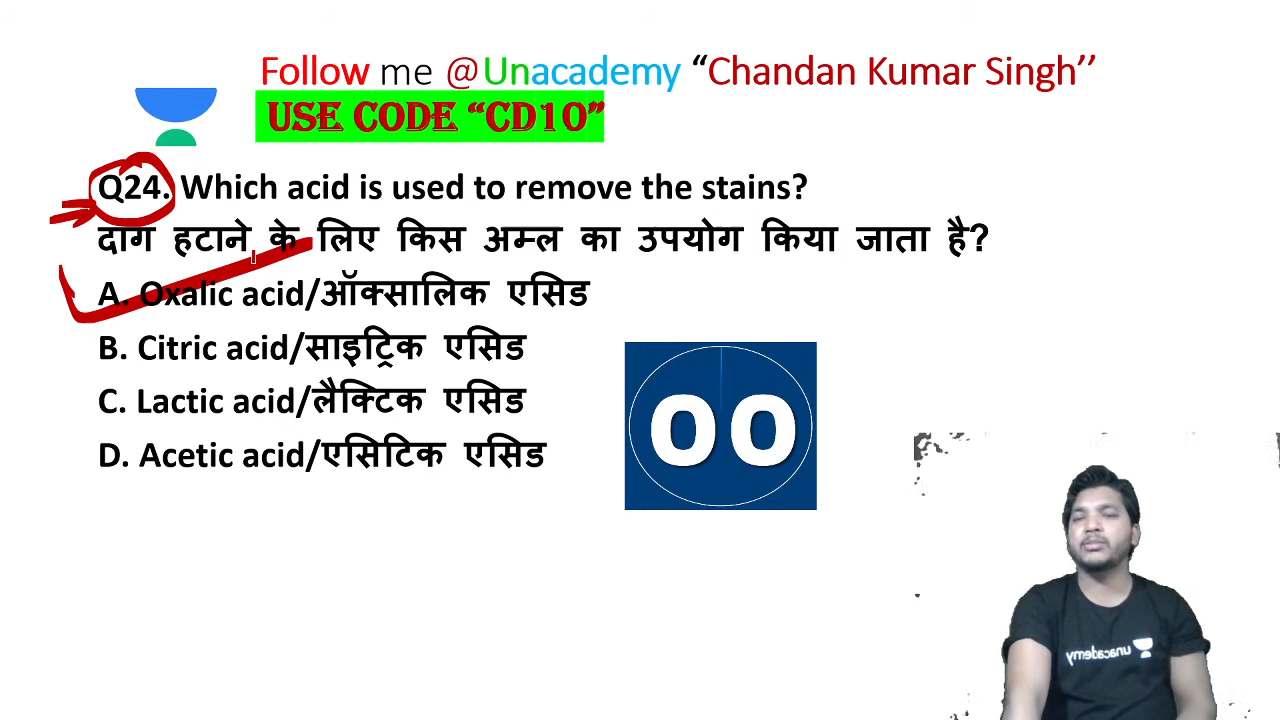 Follow me @Unacademy “Chandan Kumar Singh’’
USE CODE “CD10”
Q24. Which acid is used to remove the stains?
दाग हटाने के लिए किस अम्ल का उपयोग किया जाता है?
A. Oxalic acid/ऑक्सालिक एसिड
B. Citric acid/साइट्रिक एसिड
C. Lactic acid/लैक्टिक एसिड
D. Acetic acid/एसिटिक एसिड
00
unacademy